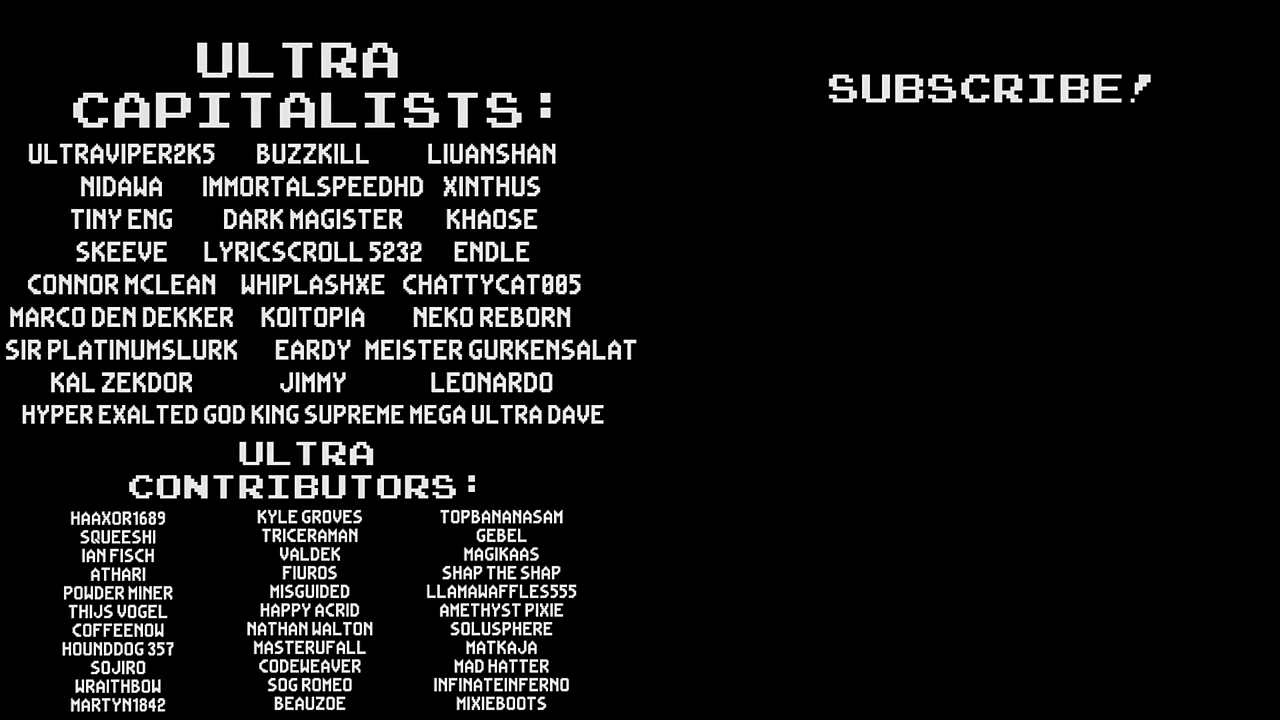 ULTRA
CAPITALISTS:
ULTRAVIPER2K5 BUZZKILL LIUANSHAN
NIDAWA IMMORTALSPEEDHD XINTHUS
TINY ENG DARK MAGISTER KHAOSE
SKEEVE LYRICSCROLL 5232 ENDLE
CONNOR MCLEAN WHIPLASHXE CHATTYCAT005
MARCO DEN DEKKER KOITOPIA NEKO REBORN
SIR PLATINUMSLURK EARDY MEISTER GURKENSALAT
KAL ZEKDOR JIMMY LEONARDO
HYPER EXALTED GOD KING SUPREME MEGA ULTRA DAVE
ULTRA
CONTRIBUTORS:
HAAXOR1689 KYLE GROVES TOPBANANASAM
SQUEESHI TRICERAMAN GEBEL
IAN FISCH VALDEK MAGIKAAS
ATHARI FIUROS SHAP THE SHAP
POWDER MINER MISGUIDED LLAMAWAFFLES555
THIJS VOGEL HAPPY ACRID AMETHYST PIXIE
COFFEENOW NATHAN WALTON SOLUSPHERE
HOUNDDOG 357 MASTERUFALL MATKAJA
SOJIRO CODEWEAVER MAD HATTER
WRAITHBOW SOG ROMEO INFINATEINFERNO
MARTYN1842 BEAUZOE MIXIEBOOTS
SUBSCRIBE!